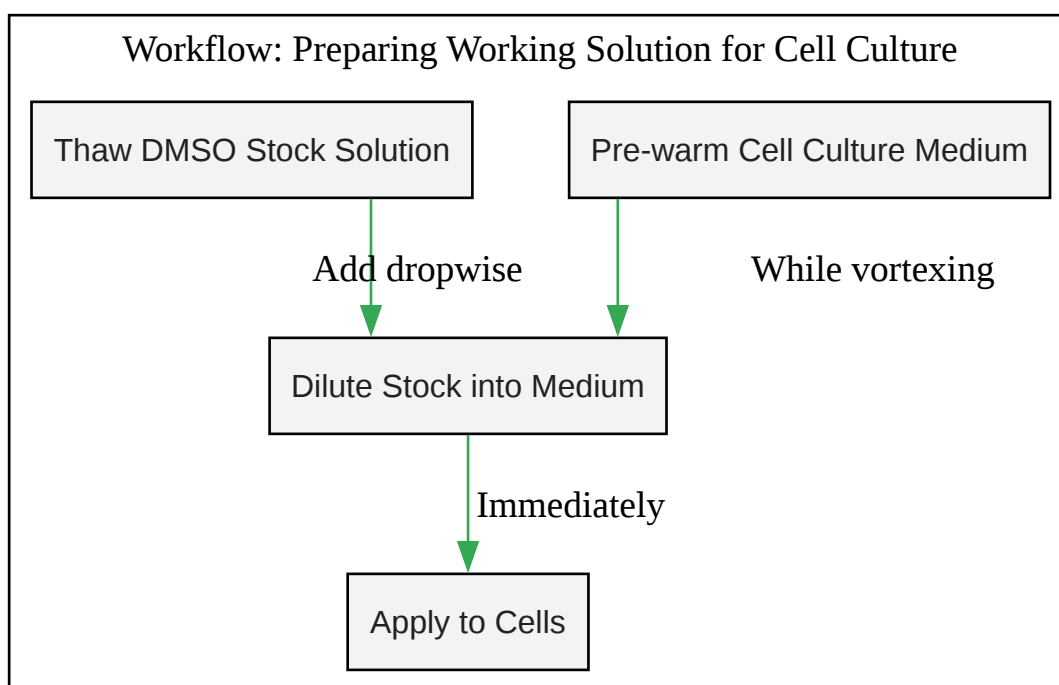 Workflow: Preparing Working Solution for Cell Culture
Thaw DMSO Stock Solution
Pre-warm Cell Culture Medium
Add dropwise
While vortexing
Dilute Stock into Medium
Immediately
Apply to Cells